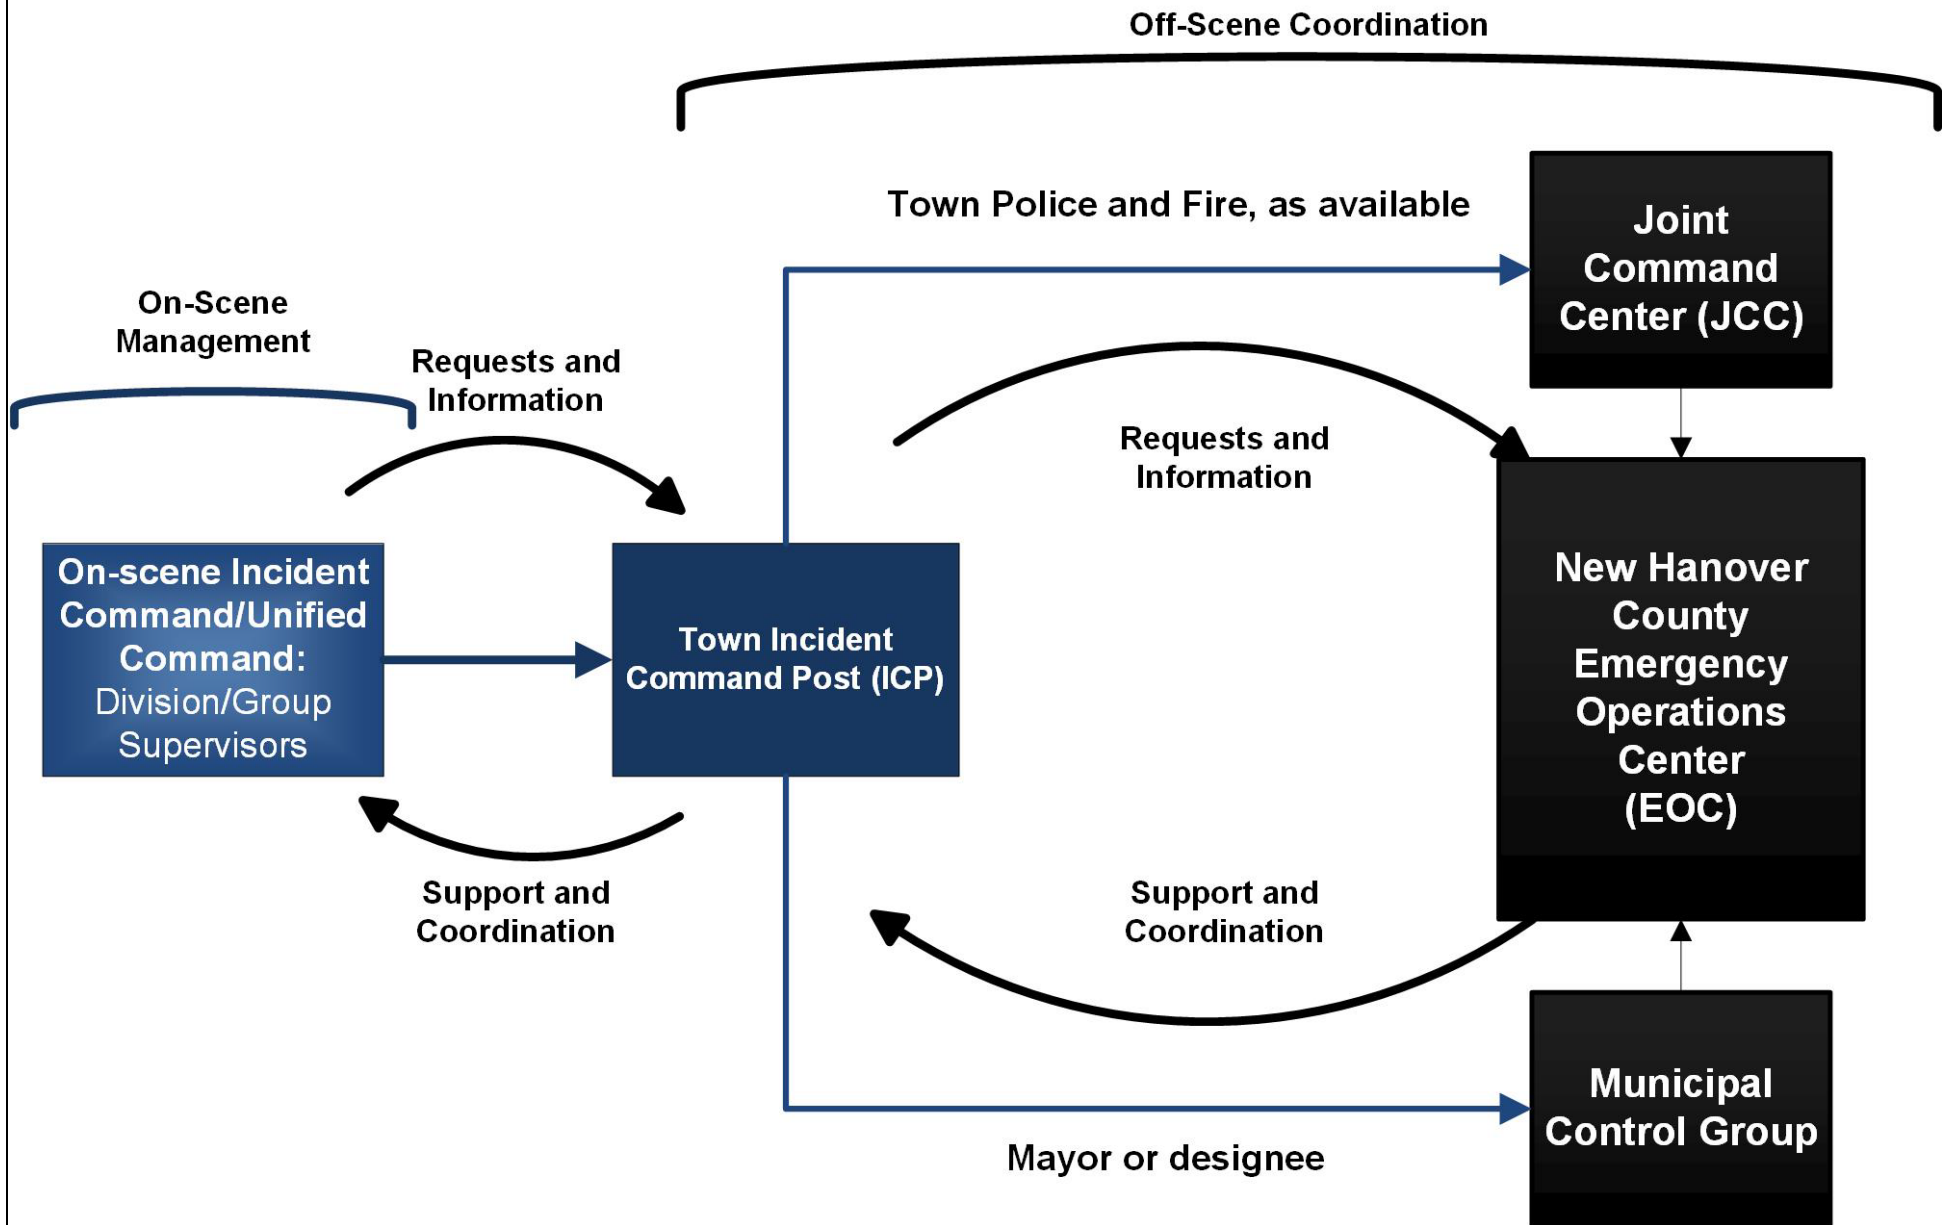 Off-Scene Coordination
Town Police and Fire, as available
Joint
Command
Center (JCC)
On-Scene
Management
Requests and
Information
Requests and
Information
On-scene Incident
Command/Unified
Command:
Division/Group
Supervisors
Town Incident
Command Post (ICP)
New Hanover
County
Emergency
Operations
Center
(EOC)
Support and
Coordination
Support and
Coordination
Municipal
Control Group
Mayor or designee